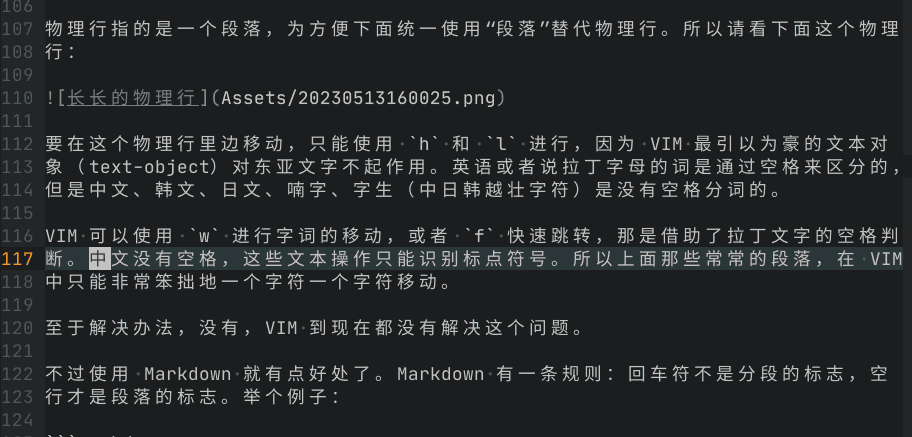 106
107 物理行指的是一个段落，为方便下面统一使用“段落”替代物理行。所以请看下面这个物理
108 行：
109
110 ![长长的物理行](Assets/20230513160025.png)
111
112 要在这个物理行里边移动，只能使用 `h` 和 `l` 进行，因为 VIM 最引以为豪的文本对
113 象（text-object）对东亚文字不起作用。英语或者说拉丁字母的词是通过空格来区分的，
114 但是中文、韩文、日文、喃字、字生（中日韩越壮字符）是没有空格分词的。
115
116 VIM 可以使用 `w` 进行字词的移动，或者 `f` 快速跳转，那是借助了拉丁文字的空格判
117 断。中文没有空格，这些文本操作只能识别标点符号。所以上面那些常常的段落，在 VIM
118 中只能非常笨拙地一个字符一个字符移动。
119
120 至于解决办法，没有，VIM 到现在都没有解决这个问题。
121
122 不过使用 Markdown 就有点好处了。Markdown 有一条规则：回车符不是分段的标志，空
123 行才是段落的标志。举个例子：
124